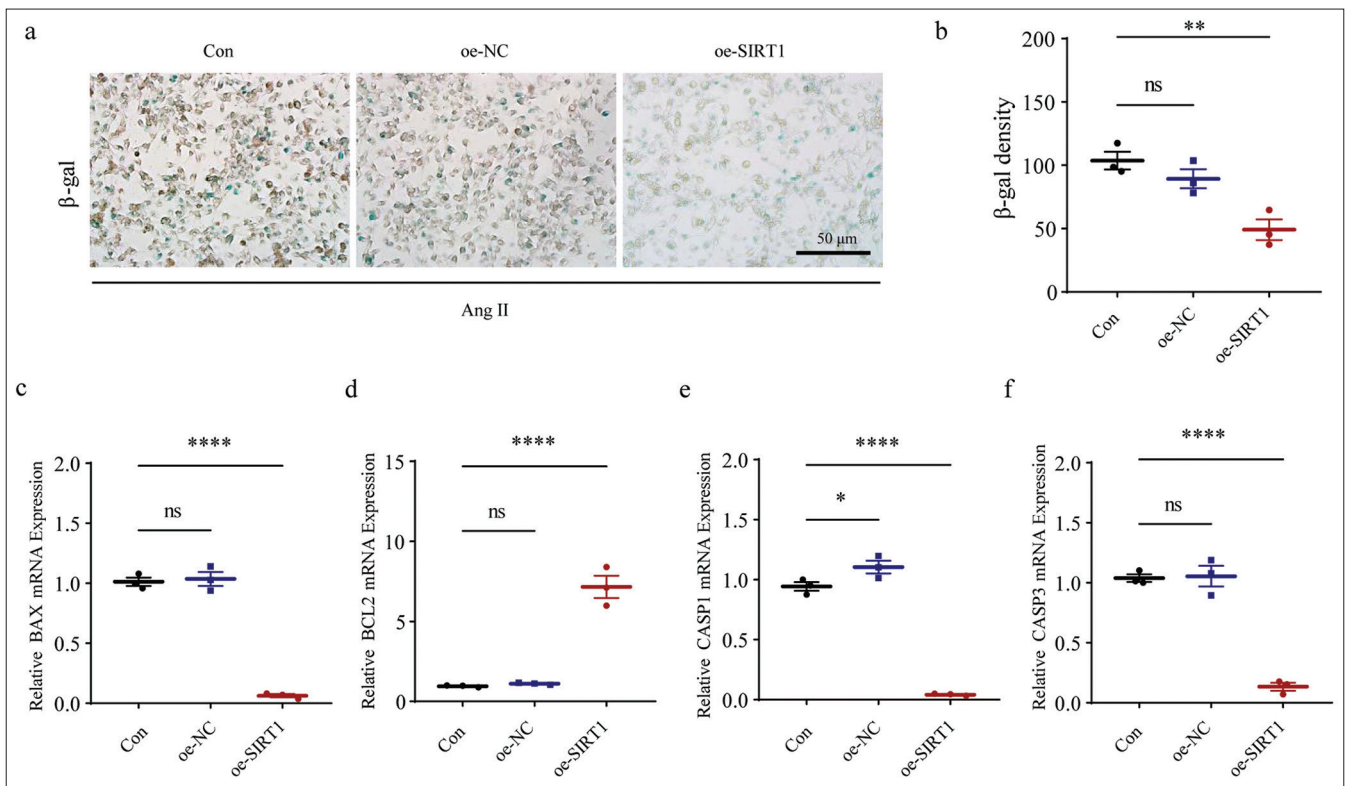 a
Con
oe-NC
oe-SIRT1
β-gal
50 μm
Ang II
b
β-gal density
200
150
100
50
0
**
ns
Con
oe-NC
oe-SIRT1
c
Relative BAX mRNA Expression
2.0
1.5
1.0
0.5
0.0
****
ns
Con
oe-NC
oe-SIRT1
d
Relative BCL2 mRNA Expression
15
10
5
0
****
ns
Con
oe-NC
oe-SIRT1
e
Relative CASP1 mRNA Expression
2.0
1.5
1.0
0.5
0.0
****
*
Con
oe-NC
oe-SIRT1
f
Relative CASP3 mRNA Expression
2.0
1.5
1.0
0.5
0.0
****
ns
Con
oe-NC
oe-SIRT1